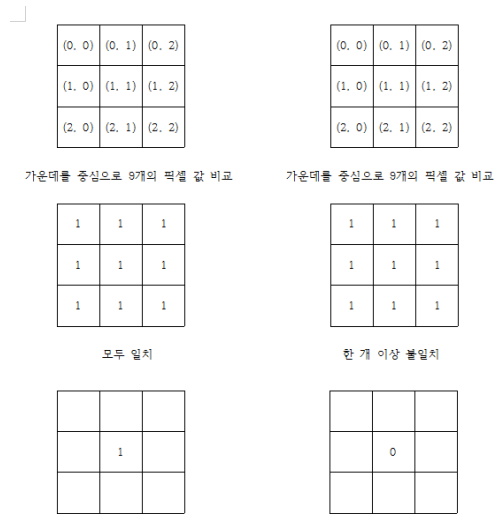 (0, 0) (0, 1) (0, 2) (0, 0) (0, 1) (0, 2)
(1, 0) (1, 1) (1, 2) (1, 0) (1, 1) (1, 2)
(2, 0) (2, 1) (2, 2) (2, 0) (2, 1) (2, 2)
가운데를 중심으로 9개의 픽셀 값 비교 가운데를 중심으로 9개의 픽셀 값 비교
1 1 1 1 1 1
1 1 1 1 1 1
1 1 1 1 1 1
모두 일치 한 개 이상 불일치
1 0